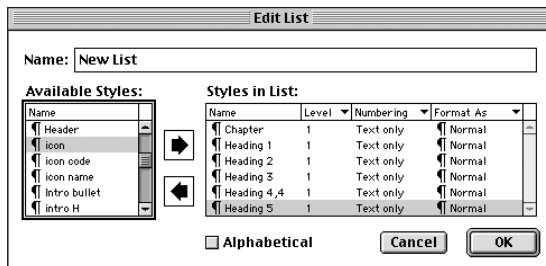 Edit List
Name: New List
Available Styles:
Name
¶ Header
¶ icon
¶ icon code
¶ icon name
¶ Intro bullet
¶ intro H
Styles in List:
Name Level Numbering Format As
¶ Chapter 1 Text only ¶ Normal
¶ Heading 1 1 Text only ¶ Normal
¶ Heading 2 1 Text only ¶ Normal
¶ Heading 3 1 Text only ¶ Normal
¶ Heading 4,4 1 Text only ¶ Normal
¶ Heading 5 1 Text only ¶ Normal
Alphabetical
Cancel
OK